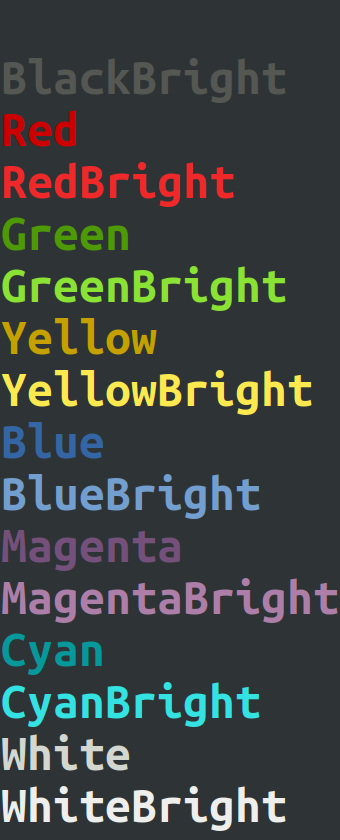 BlackBright
Red
RedBright
Green
GreenBright
Yellow
YellowBright
Blue
BlueBright
Magenta
MagentaBright
Cyan
CyanBright
White
WhiteBright